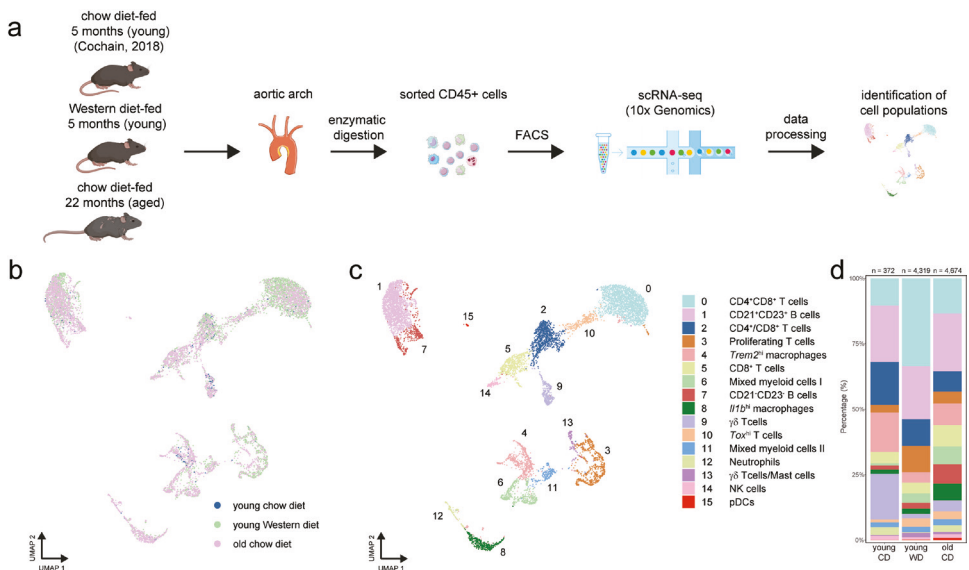 a
chow diet-fed
5 months (young)
(Cochain, 2018)
Western diet-fed
5 months (young)
chow diet-fed
22 months (aged)
aortic arch
enzymatic
digestion
sorted CD45+ cells
FACS
scRNA-seq
(10x Genomics)
data
processing
identification of
cell populations
b
young chow diet
young Western diet
old chow diet
UMAP 2
UMAP 1
c
1
15
7
2
0
10
5
14
9
4
13
3
6
11
12
8
UMAP 2
UMAP 1
0 CD4⁺CD8⁺ T cells
1 CD21⁺CD23⁺ B cells
2 CD4⁺/CD8⁺ T cells
3 Proliferating T cells
4 Trem2ʰⁱ macrophages
5 CD8⁺ T cells
6 Mixed myeloid cells I
7 CD21⁻CD23⁻ B cells
8 Il1bʰⁱ macrophages
9 γδ Tcells
10 Toxʰⁱ T cells
11 Mixed myeloid cells II
12 Neutrophils
13 γδ Tcells/Mast cells
14 NK cells
15 pDCs
d
n = 372 n = 4,319 n = 4,674
Percentage (%)
100%
75%
50%
25%
0%
young
CD
young
WD
old
CD